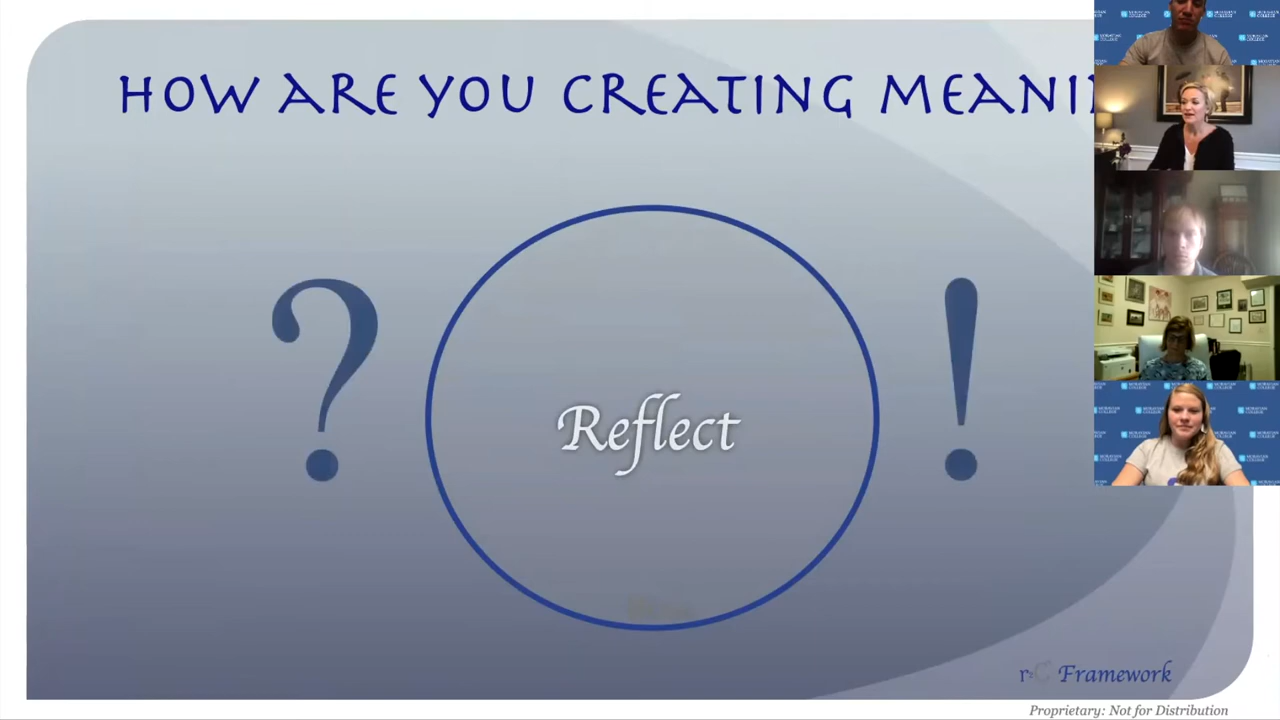 HOW ARE YOU CREATING MEANI
?
!
Reflect
Framework
Proprietary: Not for Distribution